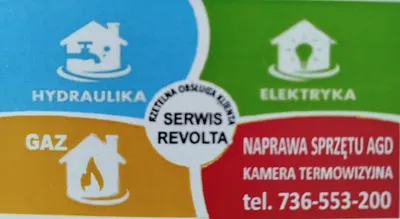 HYDRAULIKA
ELEKTRYKA
RZETELNA OBSŁUGA KLIENTA
SERWIS
REVOLTA
GAZ
NAPRAWA SPRZĘTU AGD
KAMERA TERMOWIZYJNA
tel. 736-553-200